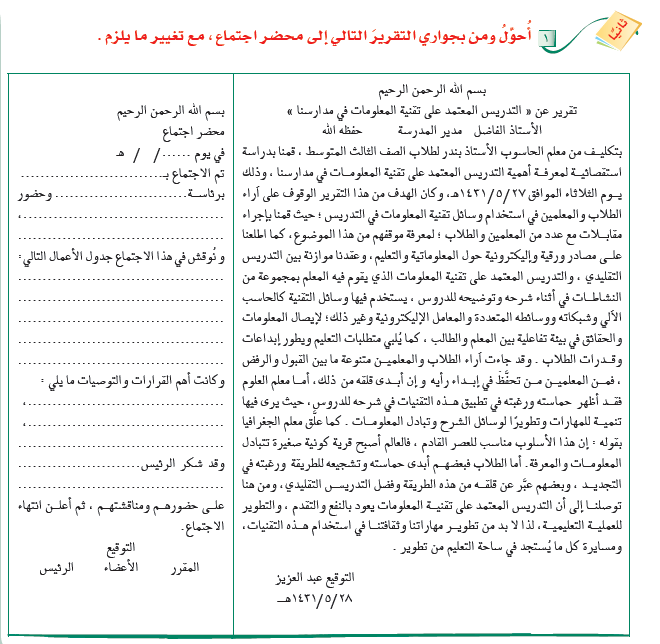 ثانيًا
١ أُحوِّلُ ومن بجواري التقريرَ التالي إلى محضر اجتماع ، مع تغيير ما يلزم .
بسم الله الرحمن الرحيم
تقرير عن « التدريس المعتمد على تقنية المعلومات في مدارسنا »
الأستاذ الفاضل مدير المدرسة حفظه الله
بتكليف من معلم الحاسوب الأستاذ بندر لطلاب الصف الثالث المتوسط ، قمنا بدراسة
استقصائية لمعرفة أهمية التدريس المعتمد على تقنية المعلومات في مدارسنا ، وذلك
يوم الثلاثاء الموافق ١٤٣١/٥/٢٧هـ، وكان الهدف من هذا التقرير الوقوف على آراء
الطلاب والمعلمين في استخدام وسائل تقنية المعلومات في التدريس ؛ حيث قمنا بإجراء
مقابلات مع عدد من المعلمين والطلاب ؛ لمعرفة موقفهم من هذا الموضوع، كما اطلعنا
على مصادر ورقية وإليكترونية حول المعلوماتية والتعليم ، وعقدنا موازنة بين التدريس
التقليدي ، والتدريس المعتمد على تقنية المعلومات الذي يقوم فيه المعلم بمجموعة من
النشاطات في أثناء شرحه وتوضيحه للدروس ، يستخدم فيها وسائل التقنية كالحاسب
الآلي وشبكاته ووسائطه المتعددة والمعامل الإليكترونية وغير ذلك؛ لإيصال المعلومات
والحقائق في بيئة تفاعلية بين المعلم والطالب ، كما يُلبي متطلبات التعليم ويطور إبداعات
وقدرات الطلاب . وقد جاءت آراء الطلاب والمعلمين متنوعة ما بين القبول والرفض
، فمن المعلمين من تحفَّظَ في إبداء رأيه وإن أبدى قلقه من ذلك، أما معلم العلوم
فقد أظهر حماسته ورغبته في تطبيق هذه التقنيات في شرحه للدروس، حيث يرى فيها
تنمية للمهارات وتطويرًا لوسائل الشرح وتبادل المعلومات . كما علَّق معلم الجغرافيا
بقوله : إن هذا الأسلوب مناسب للعصر القادم ، فالعالم أصبح قرية كونية صغيرة تتبادل
المعلومات والمعرفة. أما الطلاب فبعضهم أبدى حماسته وتشجيعه للطريقة ورغبته في
التجديد ، وبعضهم عبَّر عن قلقه من هذه الطريقة وفضل التدريس التقليدي، ومن هنا
توصلنا إلى أن التدريس المعتمد على تقنية المعلومات يعود بالنفع والتقدم ، والتطوير
للعملية التعليمية، لذا لا بد من تطوير مهاراتنا وثقافتنا في استخدام هذه التقنيات ،
ومسايرة كل ما يُستجد في ساحة التعليم من تطوير .
التوقيع عبد العزيز
١٤٣١/٥/٢٨هـ
بسم الله الرحمن الرحيم
محضر اجتماع
في يوم ...... / / هـ
تم الاجتماع بـ.............................
برئاسة...................... وحضور
........................................ ،
........................................
و نُوقش في هذا الاجتماع جدول الأعمال التالي:
........................................
........................................
........................................
........................................
........................................
وكانت أهم القرارات والتوصيات ما يلي :
........................................ ،
........................................ ،
........................................
........................................
وقد شكر الرئيس.........................
........................................
على حضورهم ومناقشتهم ، ثم أعلن انتهاء
الاجتماع.
التوقيع
المقرر الأعضاء الرئيس